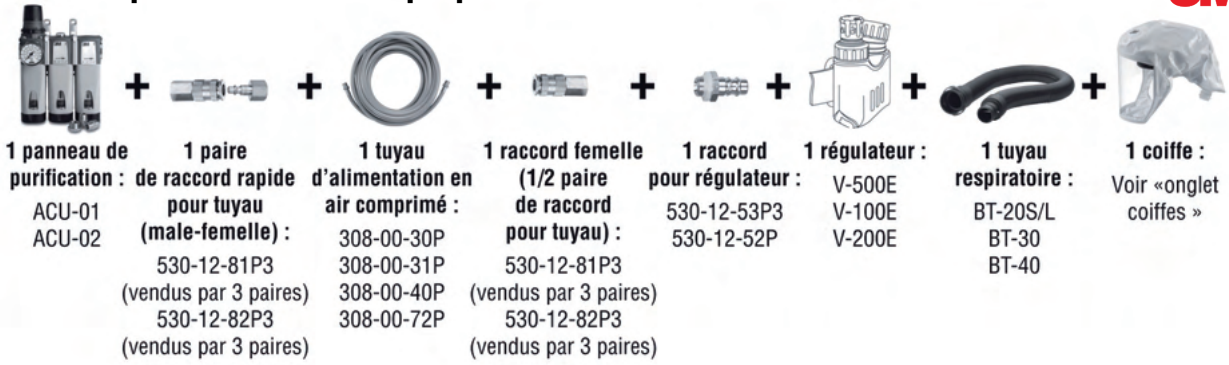 1 panneau de
purification :
ACU-01
ACU-02
1 paire
de raccord rapide
pour tuyau
(male-femelle) :
530-12-81P3
(vendus par 3 paires)
530-12-82P3
(vendus par 3 paires)
1 tuyau
d’alimentation en
air comprimé :
308-00-30P
308-00-31P
308-00-40P
308-00-72P
1 raccord femelle
(1/2 paire
de raccord
pour tuyau) :
530-12-81P3
(vendus par 3 paires)
530-12-82P3
(vendus par 3 paires)
1 raccord
pour régulateur :
530-12-53P3
530-12-52P
1 régulateur :
V-500E
V-100E
V-200E
1 tuyau
respiratoire :
BT-20S/L
BT-30
BT-40
1 coiffe :
Voir «onglet
coiffes »